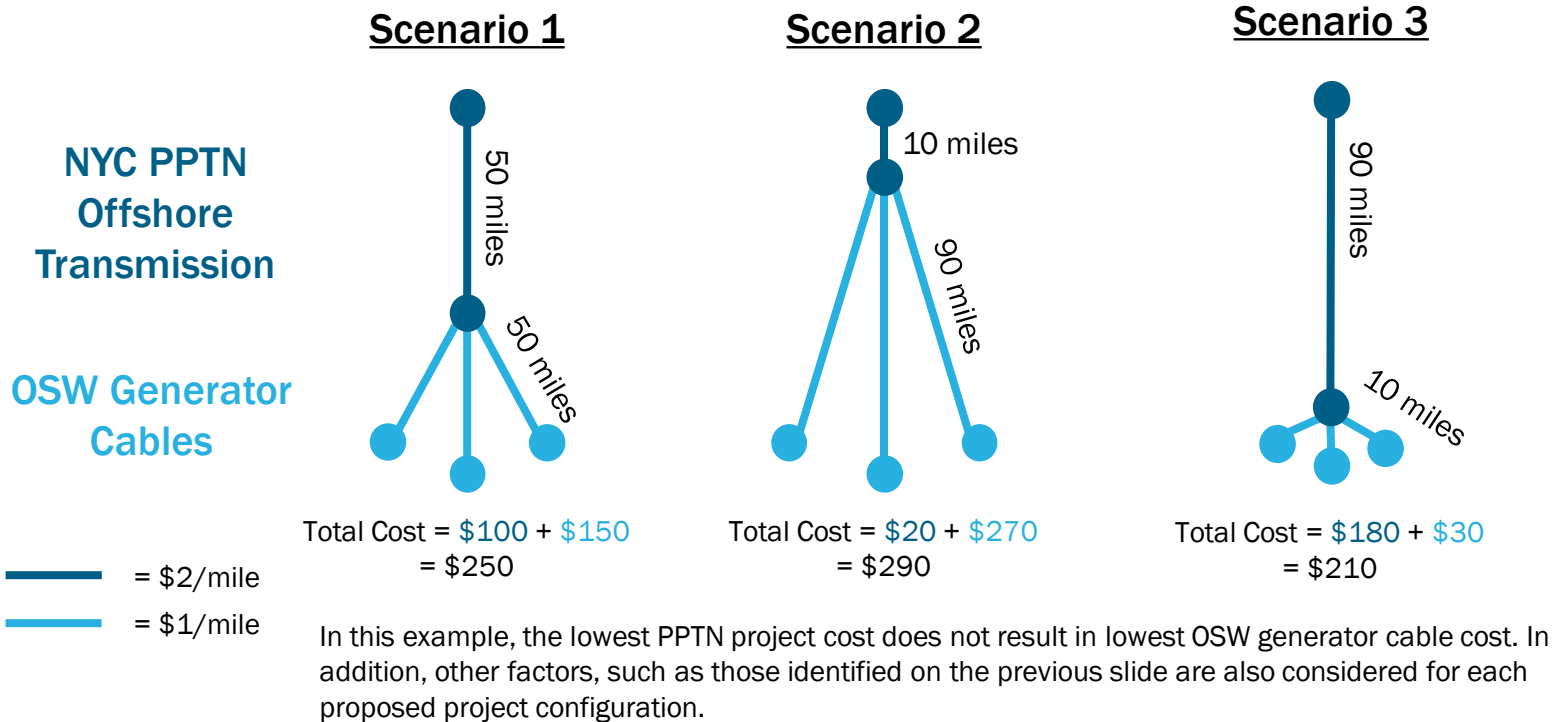 Scenario 1
Scenario 2
Scenario 3
NYC PPTN
Offshore
Transmission
OSW Generator
Cables
50 miles
50 miles
10 miles
90 miles
90 miles
10 miles
Total Cost = $100 + $150
= $250
Total Cost = $20 + $270
= $290
Total Cost = $180 + $30
= $210
= $2/mile
= $1/mile
In this example, the lowest PPTN project cost does not result in lowest OSW generator cable cost. In
addition, other factors, such as those identified on the previous slide are also considered for each
proposed project configuration.